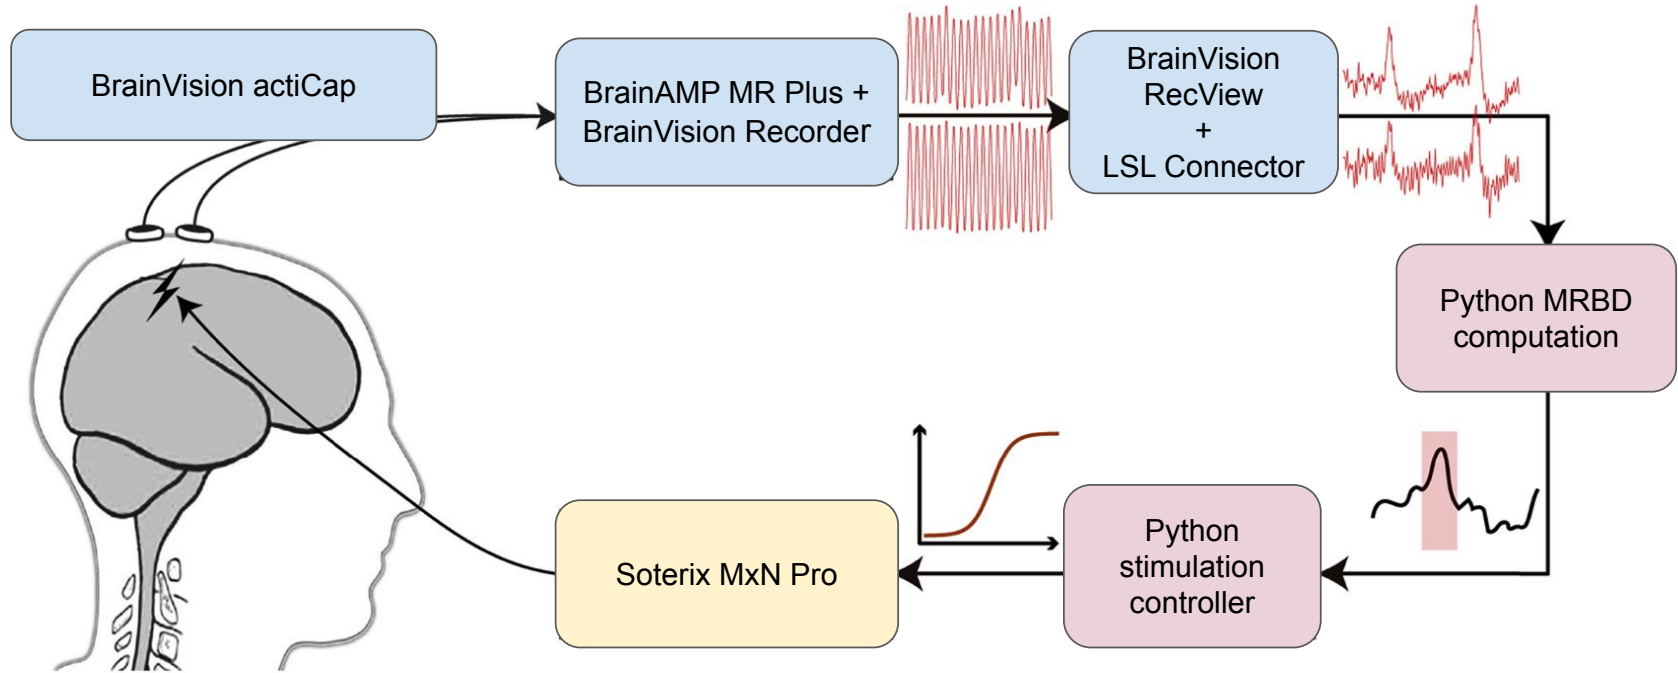 BrainVision actiCap
BrainAMP MR Plus +
BrainVision Recorder
BrainVision
RecView
+
LSL Connector
Python MRBD
computation
Python
stimulation
controller
Soterix MxN Pro